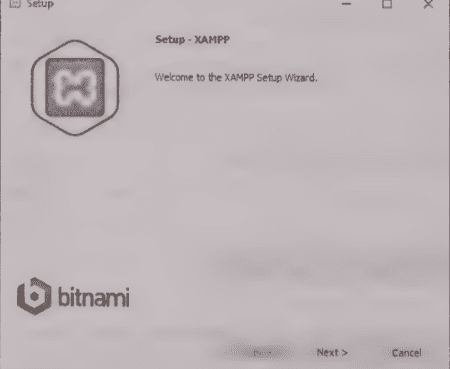 Setup
Setup - XAMPP
Welcome to the XAMPP Setup Wizard.
bitnami
Next >
Cancel